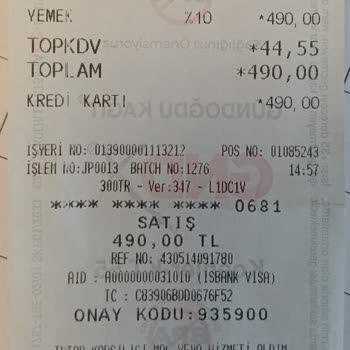 YEMEK %10 *490,00
TOPKDV *44,55
TOPLAM *490,00
KREDİ KARTI *490,00
İŞYERİ NO: 013900001113212 POS NO: 01085243
İŞLEM NO:JP0013 BATCH NO:1276 14:57
300TR - Ver:347 - L1DC1V
**** **** **** 0681
SATIŞ
490,00 TL
REF NO: 430514091780
AID : A0000000031010 (ISBANK VISA)
TC : CB3906BDD0676F52
ONAY KODU:935900